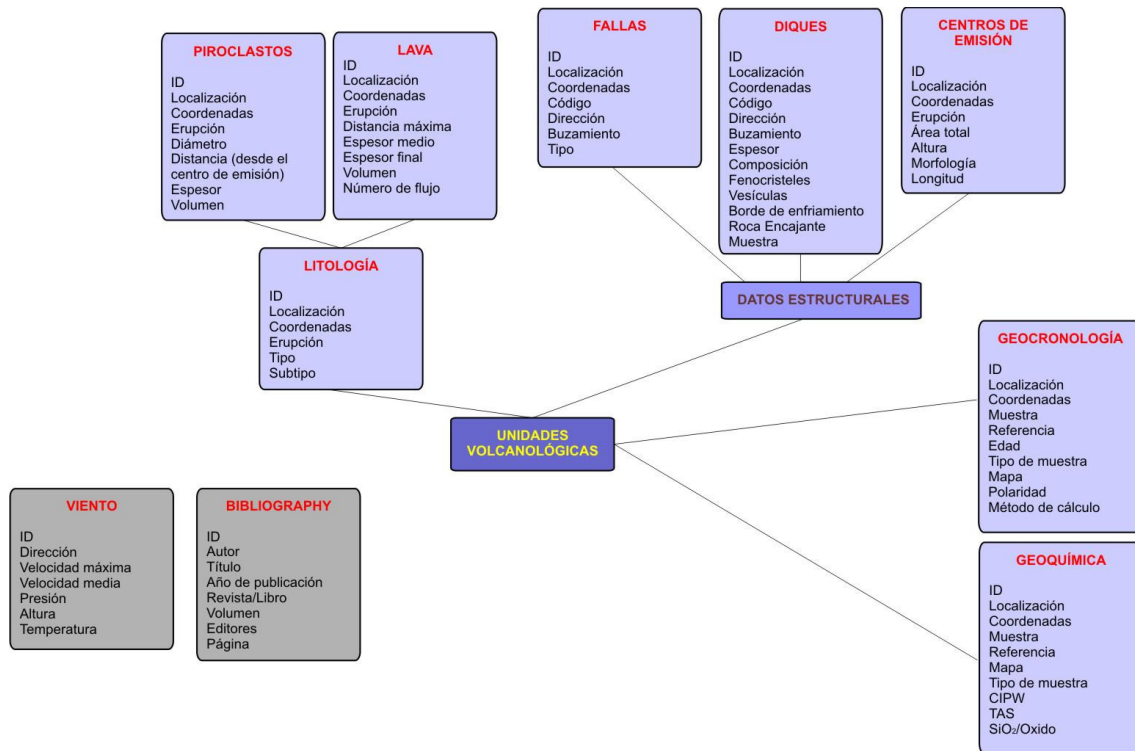 PIROCLASTOS
ID
Localización
Coordenadas
Erupción
Diámetro
Distancia (desde el
centro de emisión)
Espesor
Volumen
LAVA
ID
Localización
Coordenadas
Erupción
Distancia máxima
Espesor medio
Espesor final
Volumen
Número de flujo
FALLAS
ID
Localización
Coordenadas
Código
Dirección
Buzamiento
Tipo
DIQUES
ID
Localización
Coordenadas
Código
Dirección
Buzamiento
Espesor
Composición
Fenocristeles
Vesículas
Borde de enfriamiento
Roca Encajante
Muestra
CENTROS DE
EMISIÓN
ID
Localización
Coordenadas
Erupción
Área total
Altura
Morfología
Longitud
LITOLOGÍA
ID
Localización
Coordenadas
Erupción
Tipo
Subtipo
DATOS ESTRUCTURALES
UNIDADES
VOLCANOLÓGICAS
GEOCRONOLOGÍA
ID
Localización
Coordenadas
Muestra
Referencia
Edad
Tipo de muestra
Mapa
Polaridad
Método de cálculo
VIENTO
ID
Dirección
Velocidad máxima
Velocidad media
Presión
Altura
Temperatura
BIBLIOGRAPHY
ID
Autor
Título
Año de publicación
Revista/Libro
Volumen
Editores
Página
GEOQUÍMICA
ID
Localización
Coordenadas
Muestra
Referencia
Mapa
Tipo de muestra
CIPW
TAS
SiO₂/Oxido